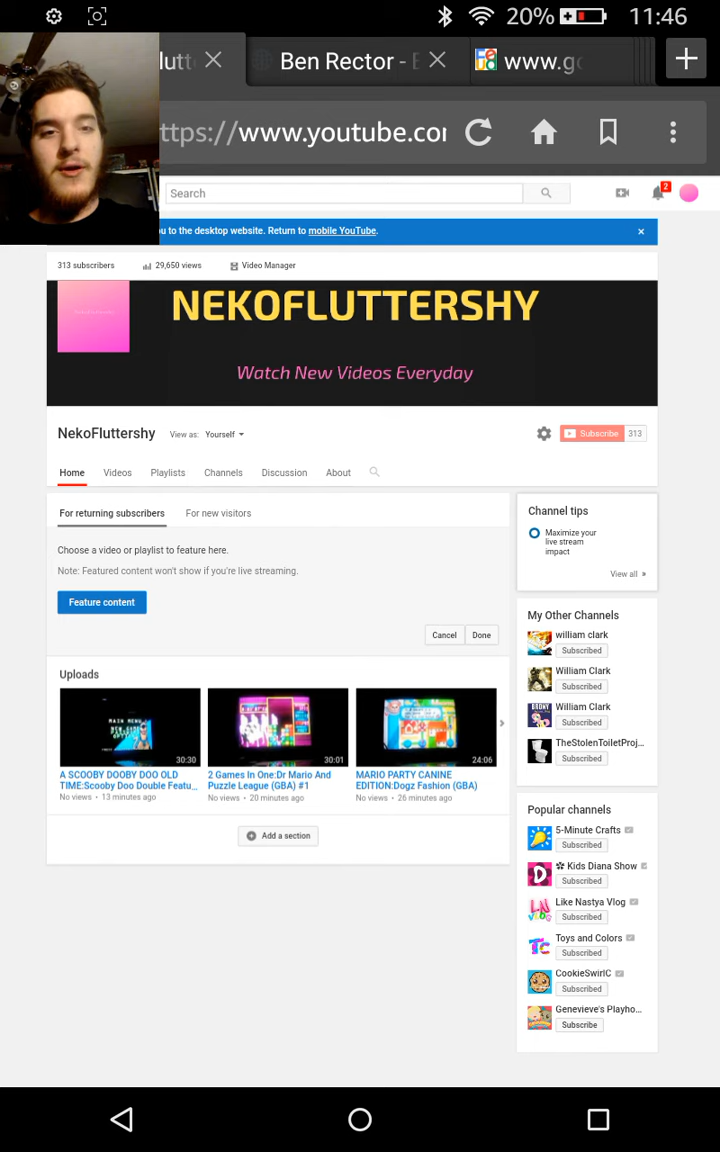 20% 11:46
lutt Ben Rector - www.go
ttps://www.youtube.co
Search 2
u to the desktop website. Return to mobile YouTube. ×
313 subscribers 29,650 views Video Manager
NEKOFLUTTERSHY
Watch New Videos Everyday
NekoFluttershy View as: Yourself Subscribe 313
Home Videos Playlists Channels Discussion About
For returning subscribers For new visitors
Choose a video or playlist to feature here.
Note: Featured content won't show if you're live streaming.
Feature content
Cancel Done
Channel tips
Maximize your
live stream
impact
View all »
My Other Channels
william clark
Subscribed
William Clark
Subscribed
William Clark
Subscribed
TheStolenToiletProj...
Subscribed
Uploads
MAIN MENU
30:30 30:01 24:06
A SCOOBY DOOBY DOO OLD
TIME:Scooby Doo Double Featu...
No views • 13 minutes ago
2 Games In One:Dr Mario And
Puzzle League (GBA) #1
No views • 20 minutes ago
MARIO PARTY CANINE
EDITION:Dogz Fashion (GBA)
No views • 26 minutes ago
Add a section
Popular channels
5-Minute Crafts
Subscribed
✿ Kids Diana Show
Subscribed
Like Nastya Vlog
Subscribed
Toys and Colors
Subscribed
CookieSwirlC
Subscribed
Genevieve's Playho...
Subscribe